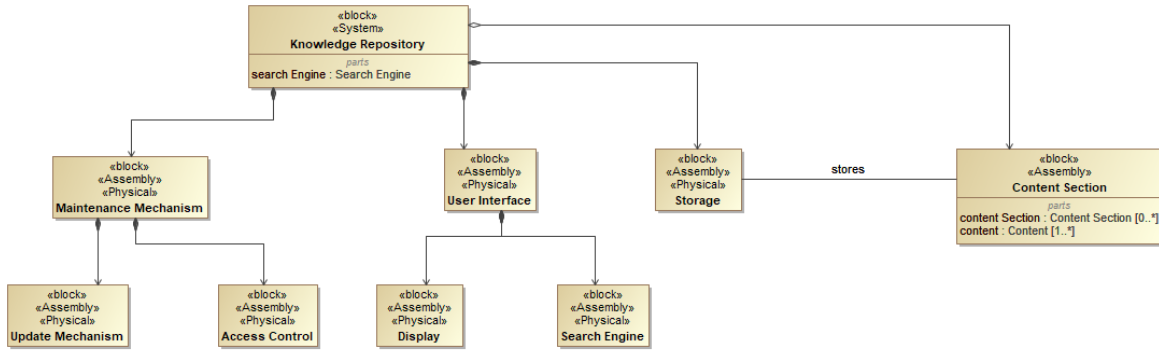 «block»
«System»
Knowledge Repository
parts
search Engine : Search Engine
«block»
«Assembly»
«Physical»
Maintenance Mechanism
«block»
«Assembly»
«Physical»
User Interface
«block»
«Assembly»
«Physical»
Storage
stores
«block»
«Assembly»
Content Section
parts
content Section : Content Section [0..*]
content : Content [1..*]
«block»
«Assembly»
«Physical»
Update Mechanism
«block»
«Assembly»
«Physical»
Access Control
«block»
«Assembly»
«Physical»
Display
«block»
«Assembly»
«Physical»
Search Engine